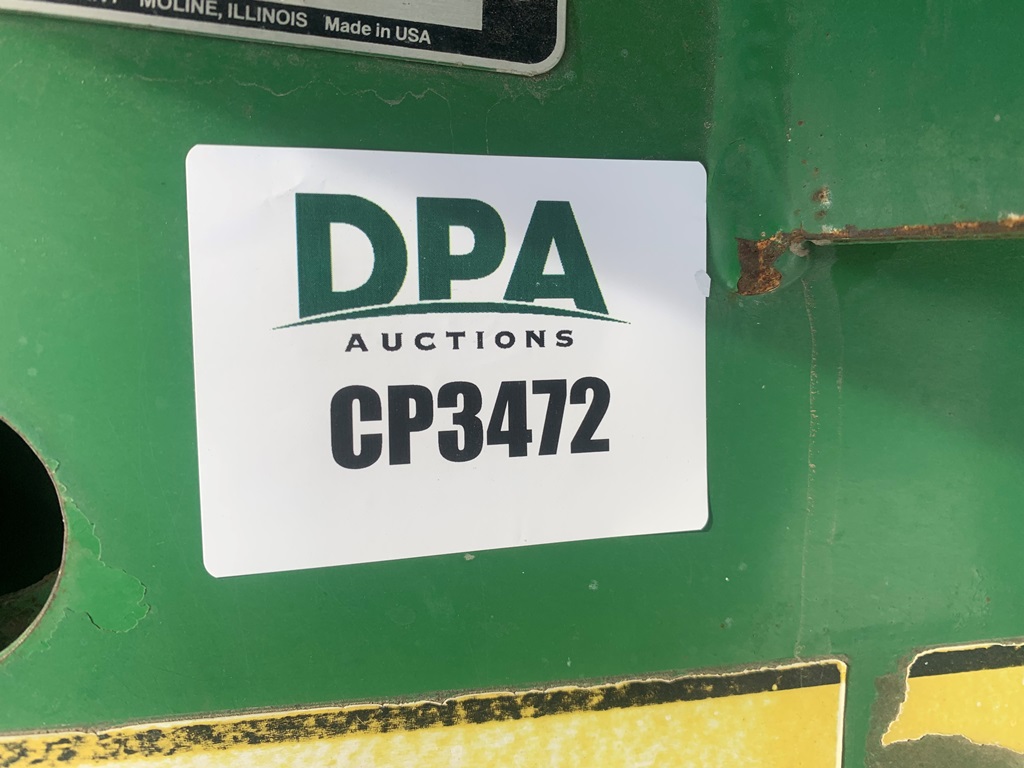 MOLINE, ILLINOIS Made in USA
DPA
AUCTIONS
CP3472